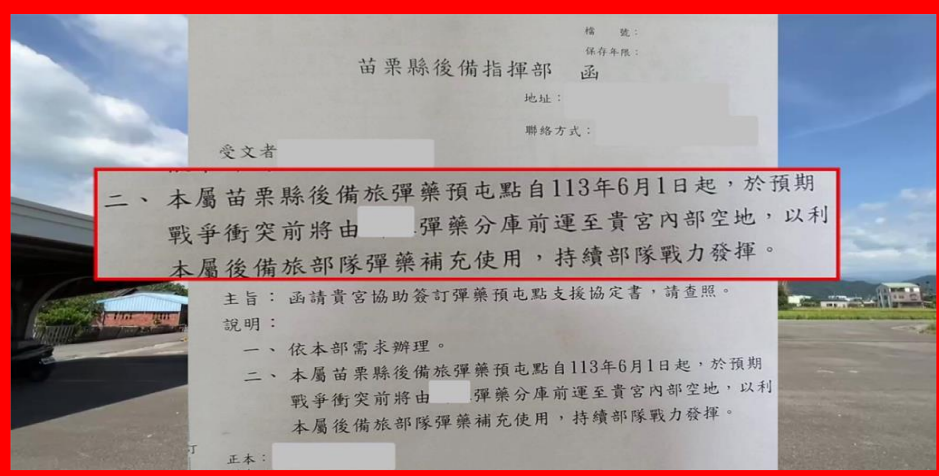 檔 號：
保存年限：
苗栗縣後備指揮部 函
地址：
聯絡方式：
受文者
二、本屬苗栗縣後備旅彈藥預屯點自113年6月1日起，於預期
戰爭衝突前將由 彈藥分庫前運至貴宮內部空地，以利
本屬後備旅部隊彈藥補充使用，持續部隊戰力發揮。
主旨：函請貴宮協助簽訂彈藥預屯點支援協定書，請查照。
說明：
一、依本部需求辦理。
二、本屬苗栗縣後備旅彈藥預屯點自113年6月1日起，於預期
戰爭衝突前將由 彈藥分庫前運至貴宮內部空地，以利
本屬後備旅部隊彈藥補充使用，持續部隊戰力發揮。
訂
正本：